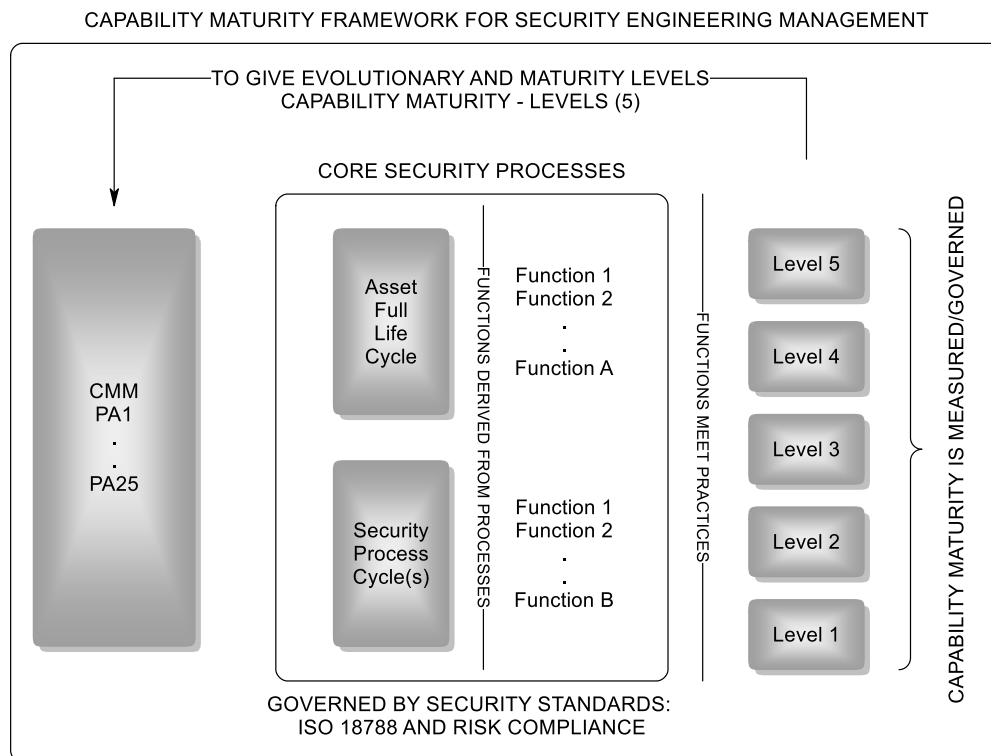 CAPABILITY MATURITY FRAMEWORK FOR SECURITY ENGINEERING MANAGEMENT
TO GIVE EVOLUTIONARY AND MATURITY LEVELS
CAPABILITY MATURITY - LEVELS (5)
CORE SECURITY PROCESSES
CMM
PA1
.
.
PA25
Asset
Full
Life
Cycle
Security
Process
Cycle(s)
FUNCTIONS DERIVED FROM PROCESSES
Function 1
Function 2
.
.
Function A
Function 1
Function 2
.
.
Function B
FUNCTIONS MEET PRACTICES
Level 5
Level 4
Level 3
Level 2
Level 1
CAPABILITY MATURITY IS MEASURED/GOVERNED
GOVERNED BY SECURITY STANDARDS:
ISO 18788 AND RISK COMPLIANCE